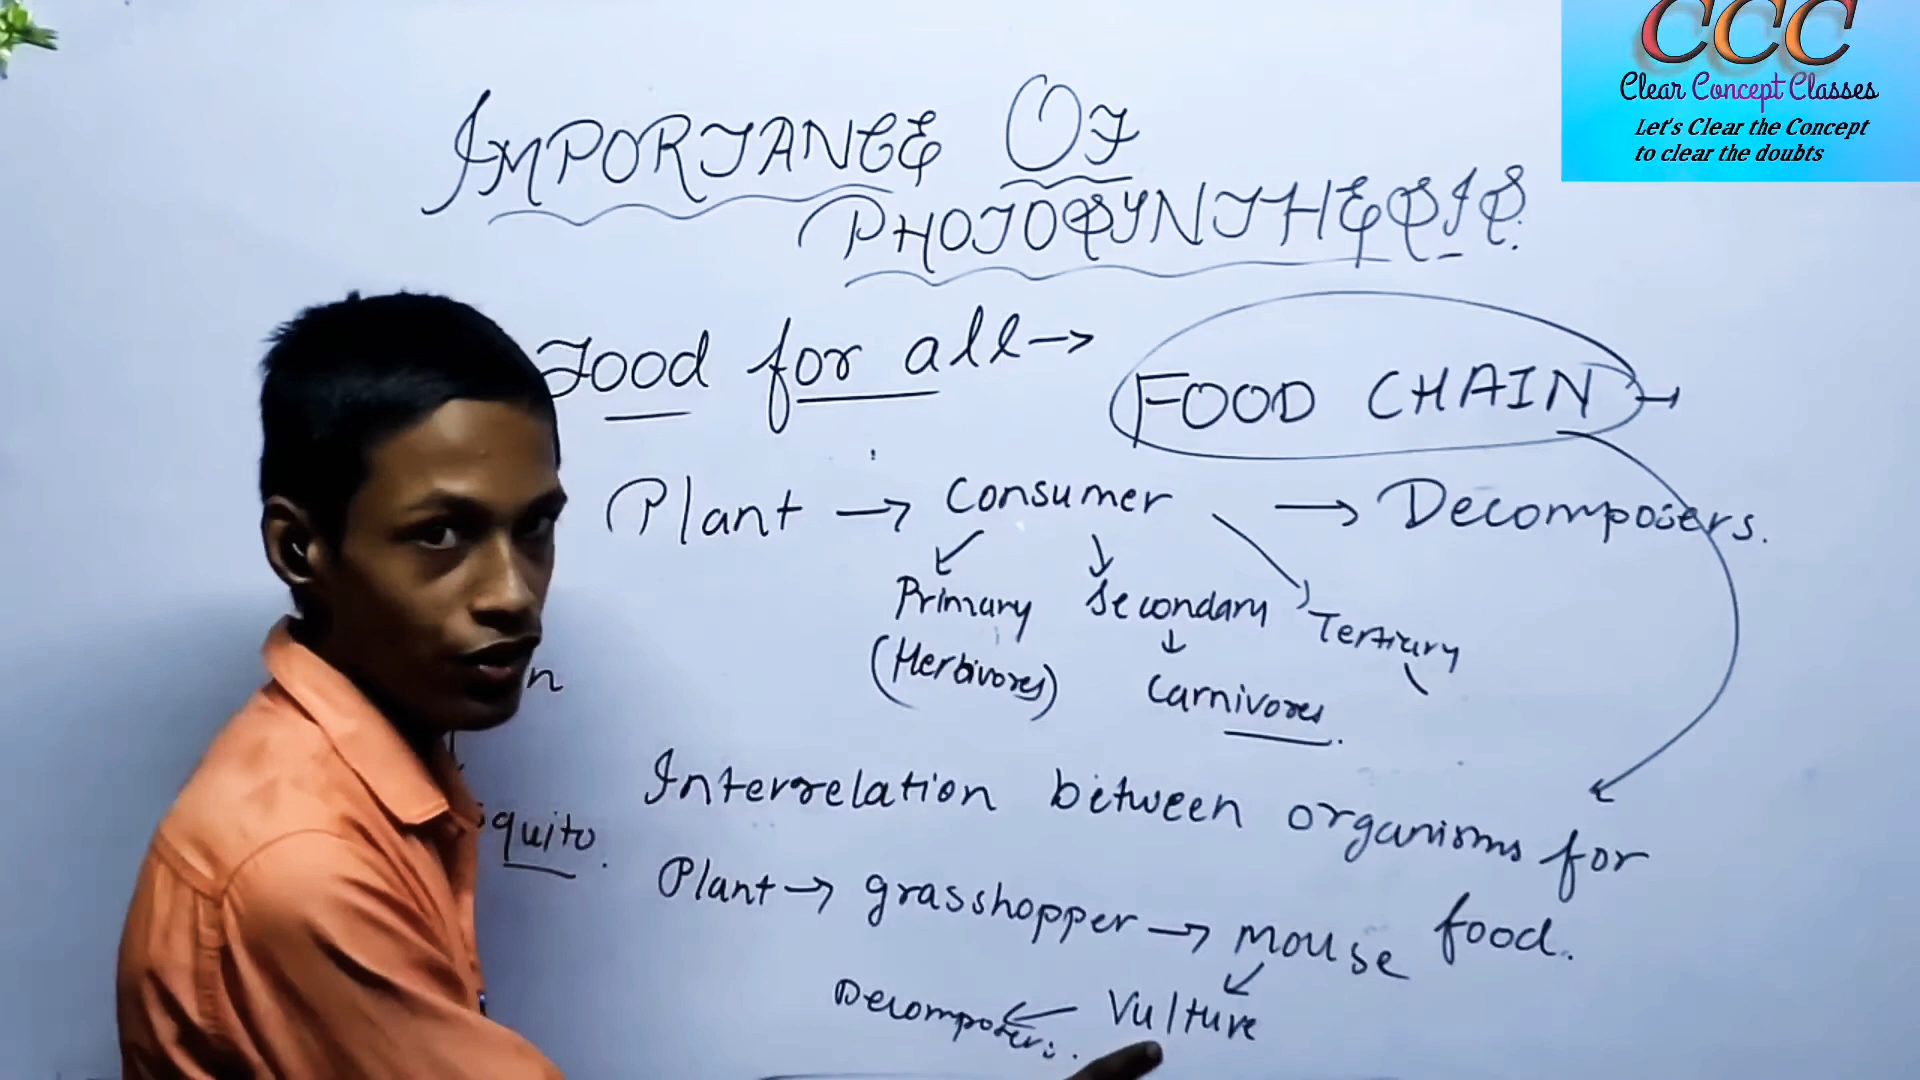 CCC
Clear Concept Classes
Let's Clear the Concept
to clear the doubts
IMPORTANCE OF
PHOTOSYNTHESIS.
Food for all → FOOD CHAIN →
Plant → Consumer → Decomposers.
Primary Secondary Tertiary
(Herbivores) Carnivores.
n
quito.
Interrelation between organisms for
food.
Plant → grasshopper → Mouse
Decomposers. ← Vulture